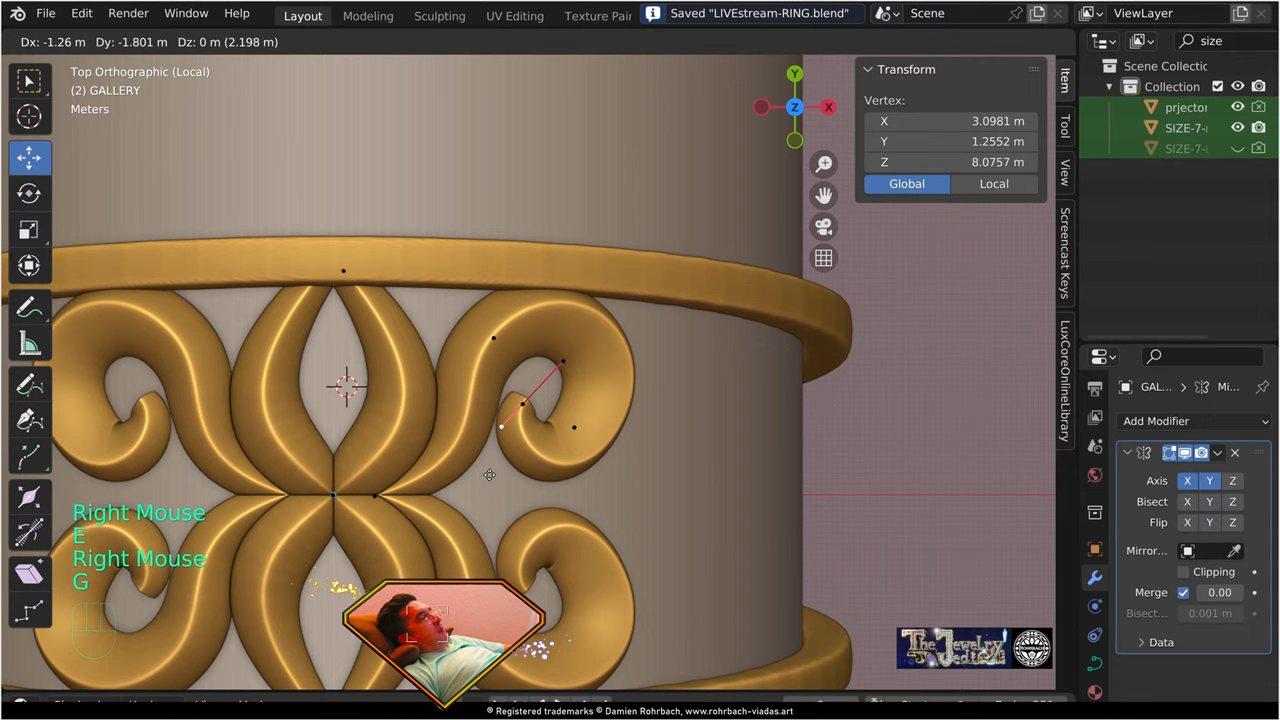 File Edit Render Window Help Layout Modeling Sculpting UV Editing Texture Pai Saved "LIVEstream-RING.blend" Scene ViewLayer
Dx: -1.26 m Dy: -1.801 m Dz: 0 m (2.198 m)
size
Top Orthographic (Local)
(2) GALLERY
Meters
Transform
Vertex:
X 3.0981 m
Y 1.2552 m
Z 8.0757 m
Global Local
Y
Z
X
Item
Tool
View
Screencast Keys
LuxCoreOnlineLibrary
Scene Collectic
Collection
prjector
SIZE-7-
SIZE-7-
GAL... Mi...
Add Modifier
Axis X Y Z
Bisect X Y Z
Flip X Y Z
Mirror...
Clipping
Merge 0.00
Bisect... 0.001 m
Data
Right Mouse
E
Right Mouse
G
The Jewelry Jedi
ROHRBACH
® Registered trademarks © Damien Rohrbach, www.rohrbach-viadas.art